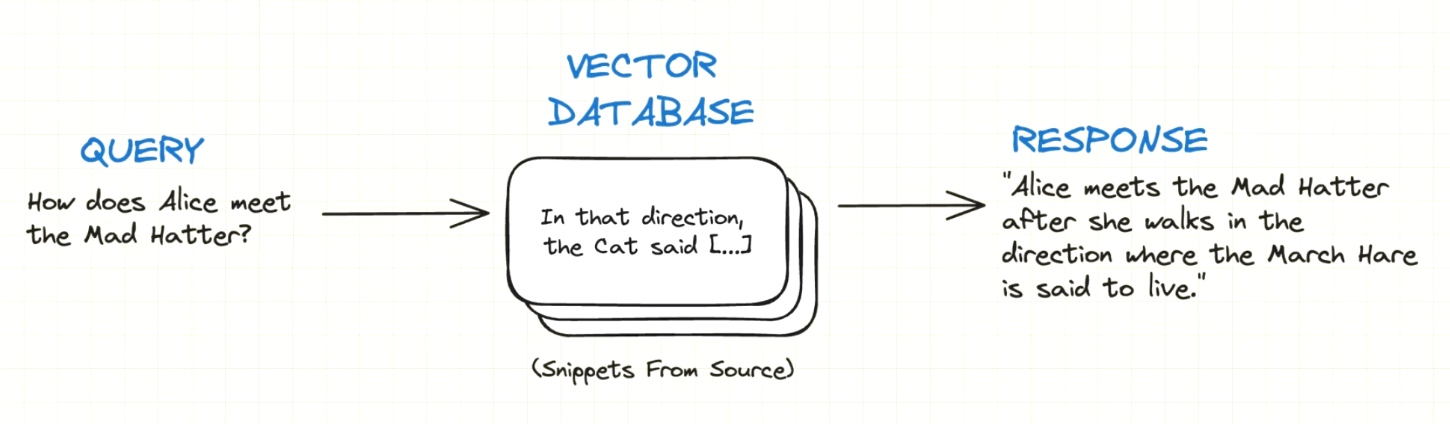 QUERY
How does Alice meet
the Mad Hatter?
VECTOR
DATABASE
In that direction,
the Cat said [...]
(Snippets From Source)
RESPONSE
"Alice meets the Mad Hatter
after she walks in the
direction where the March Hare
is said to live."